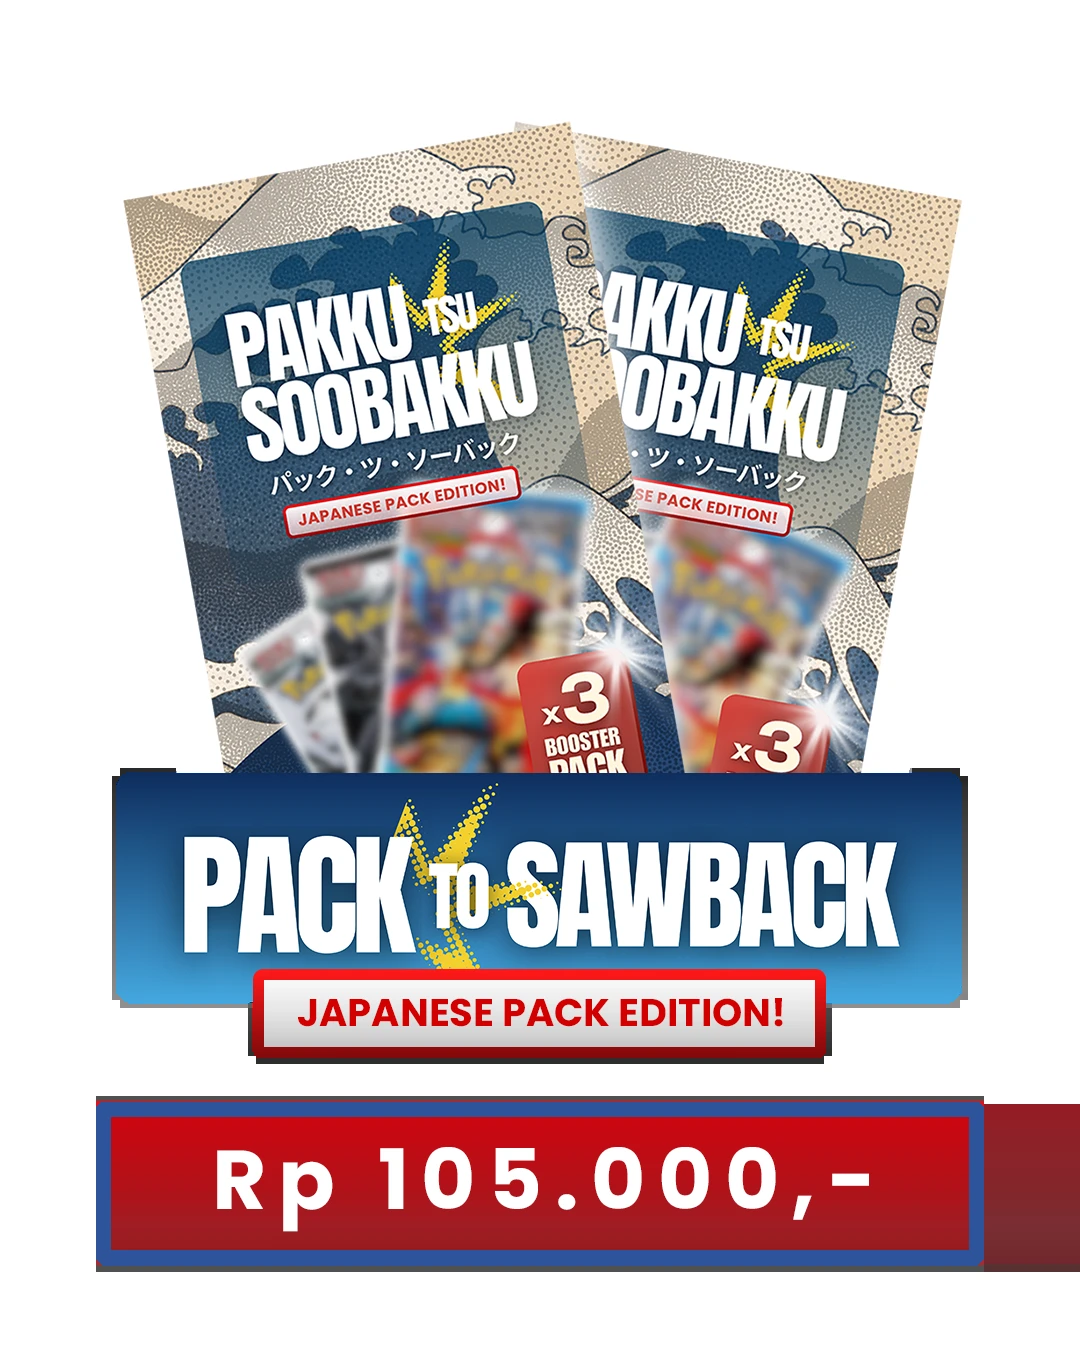 PAKKU TSU
SOOBAKKU
パック・ツ・ソーバック
JAPANESE PACK EDITION!
x3
BOOSTER
PACK
AKKU TSU
OOBAKKU
・ツ・ソーバック
SE PACK EDITION!
x3
PACK TO SAWBACK
JAPANESE PACK EDITION!
Rp 105.000,-